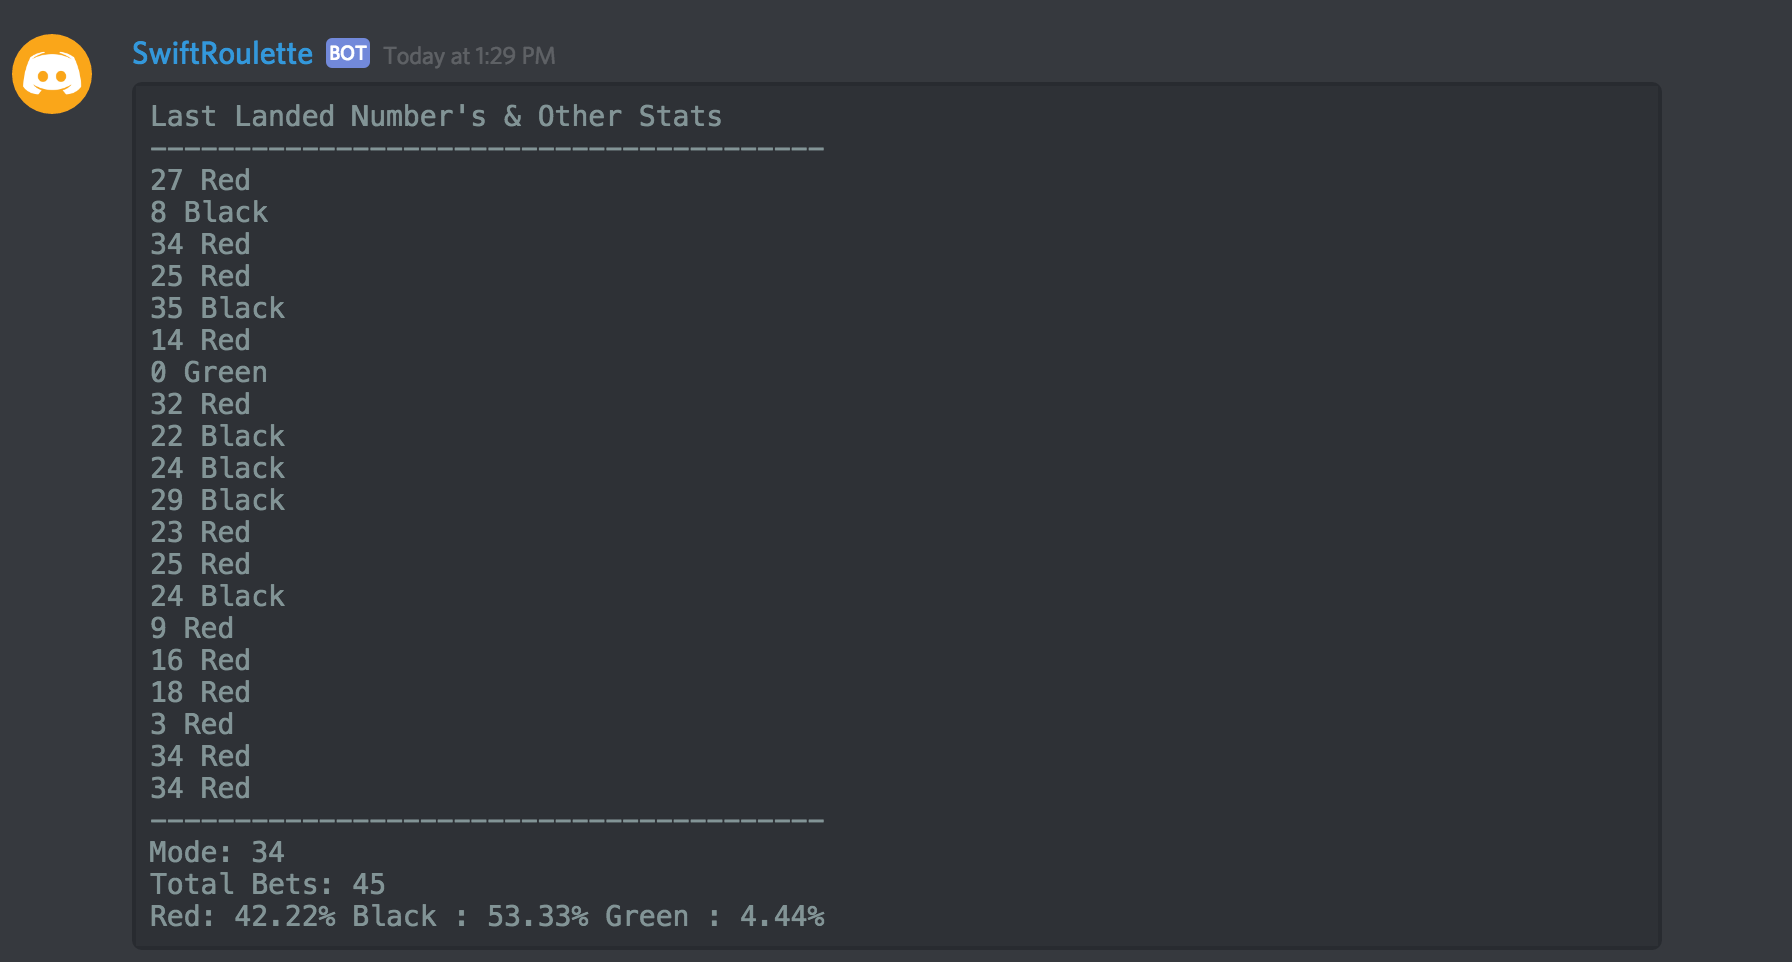 SwiftRoulette BOT Today at 1:29 PM
Last Landed Number's & Other Stats
----------------------------------------
27 Red
8 Black
34 Red
25 Red
35 Black
14 Red
0 Green
32 Red
22 Black
24 Black
29 Black
23 Red
25 Red
24 Black
9 Red
16 Red
18 Red
3 Red
34 Red
34 Red
----------------------------------------
Mode: 34
Total Bets: 45
Red: 42.22% Black : 53.33% Green : 4.44%